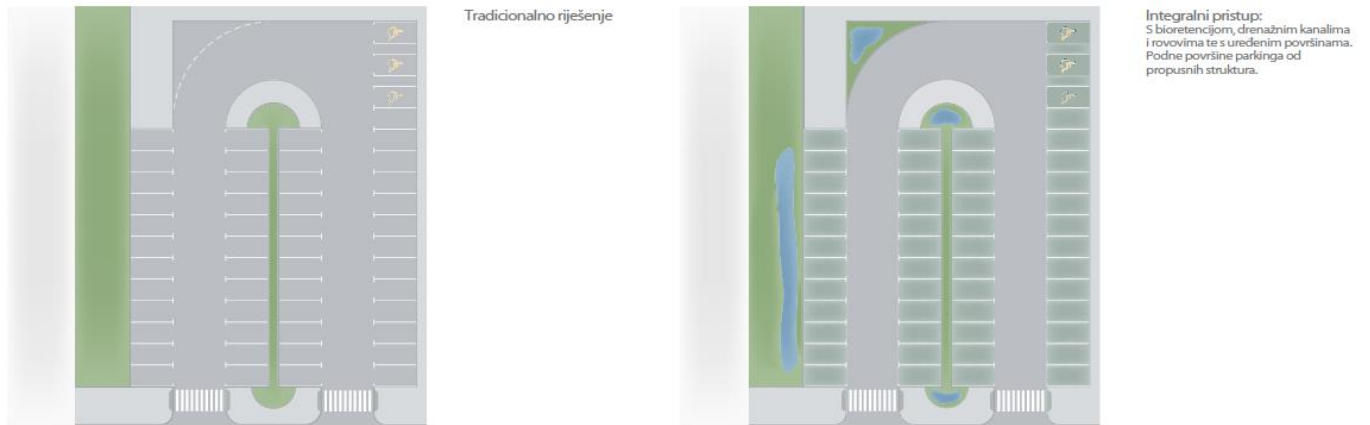 Tradicionalno riješenje
Integralni pristup:
S bioretencijom, drenažnim kanalima
i rovovima te s uređenim površinama.
Podne površine parkinga od
propusnih struktura.